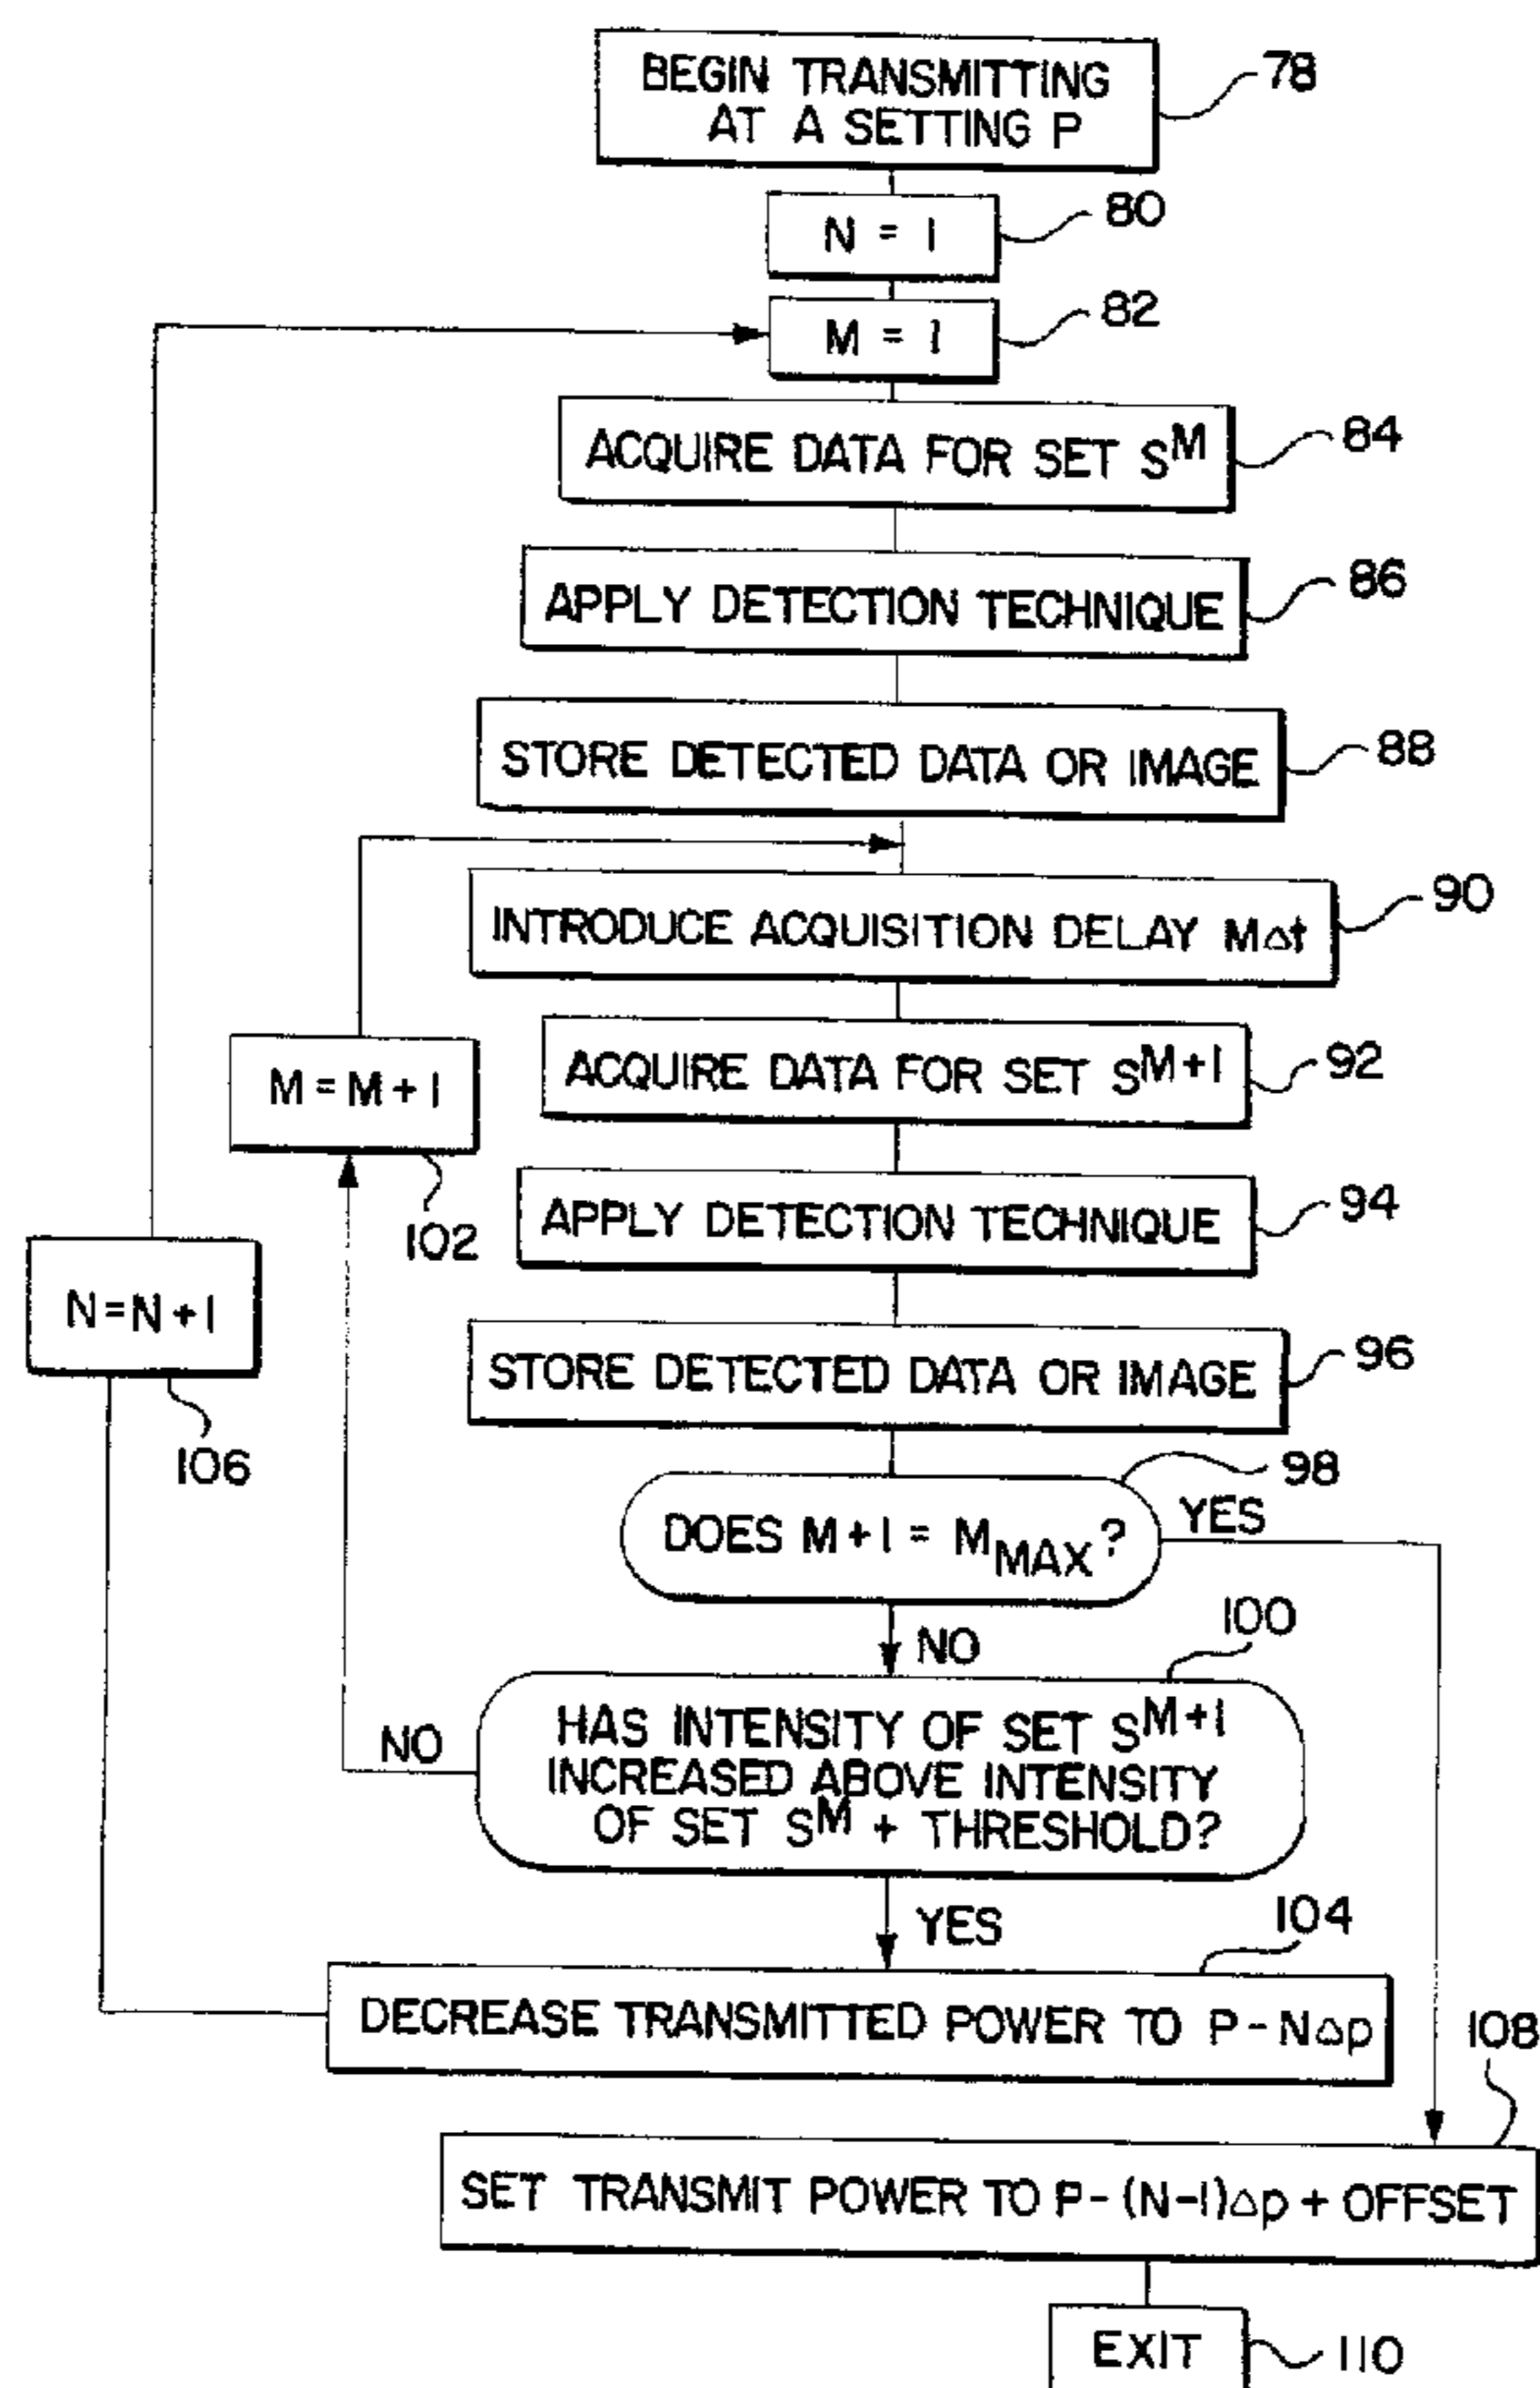 BEGIN TRANSMITTING
AT A SETTING P
78
N = 1
80
M = 1
82
ACQUIRE DATA FOR SET S^M
84
APPLY DETECTION TECHNIQUE
86
STORE DETECTED DATA OR IMAGE
88
INTRODUCE ACQUISITION DELAY M△t
90
ACQUIRE DATA FOR SET S^M+1
92
M = M + 1
102
APPLY DETECTION TECHNIQUE
94
N=N+1
106
STORE DETECTED DATA OR IMAGE
96
DOES M+1 = M_MAX?
98
YES
NO
100
HAS INTENSITY OF SET S^M+1
INCREASED ABOVE INTENSITY
OF SET S^M + THRESHOLD?
NO
YES
104
DECREASE TRANSMITTED POWER TO P-N△p
108
SET TRANSMIT POWER TO P-(N-1)△p + OFFSET
EXIT
110